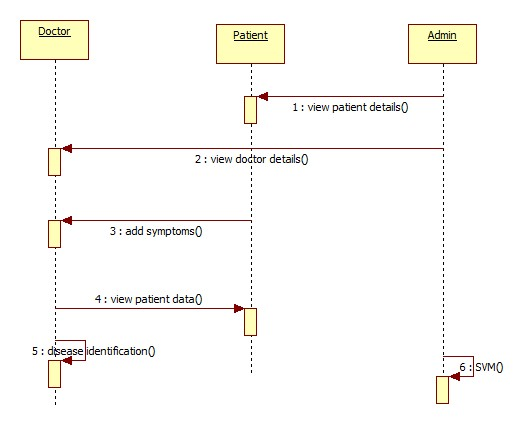 Doctor
Patient
Admin
1 : view patient details()
2 : view doctor details()
3 : add symptoms()
4 : view patient data()
5 : disease identification()
6 : SVM()